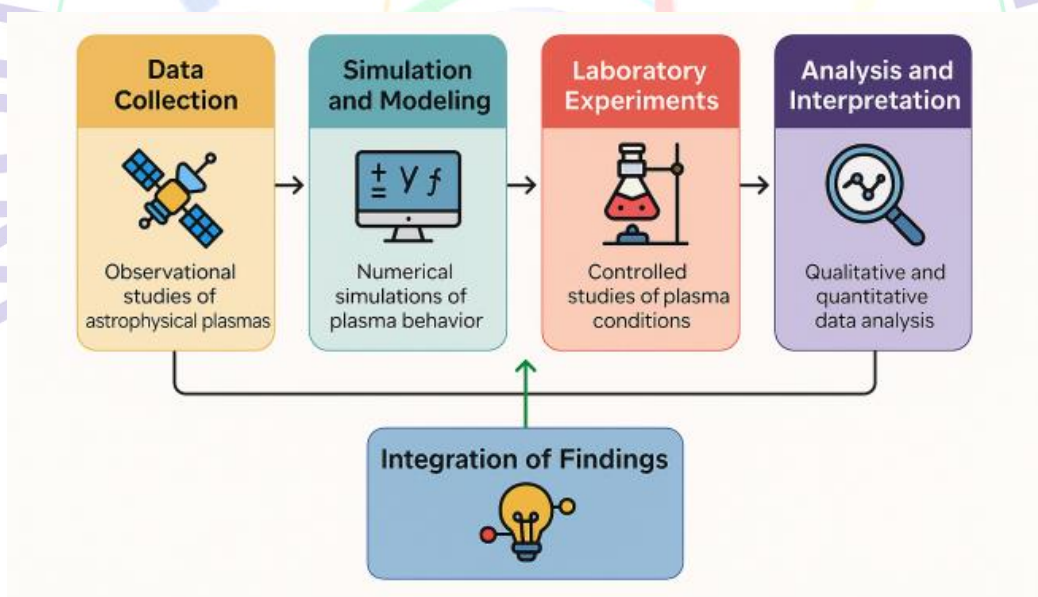 Data
Collection
Observational
studies of
astrophysical plasmas
Simulation
and Modeling
± = y f
Numerical
simulations of
plasma behavior
Laboratory
Experiments
Controlled
studies of plasma
conditions
Analysis and
Interpretation
Qualitative and
quantitative
data analysis
Integration of Findings